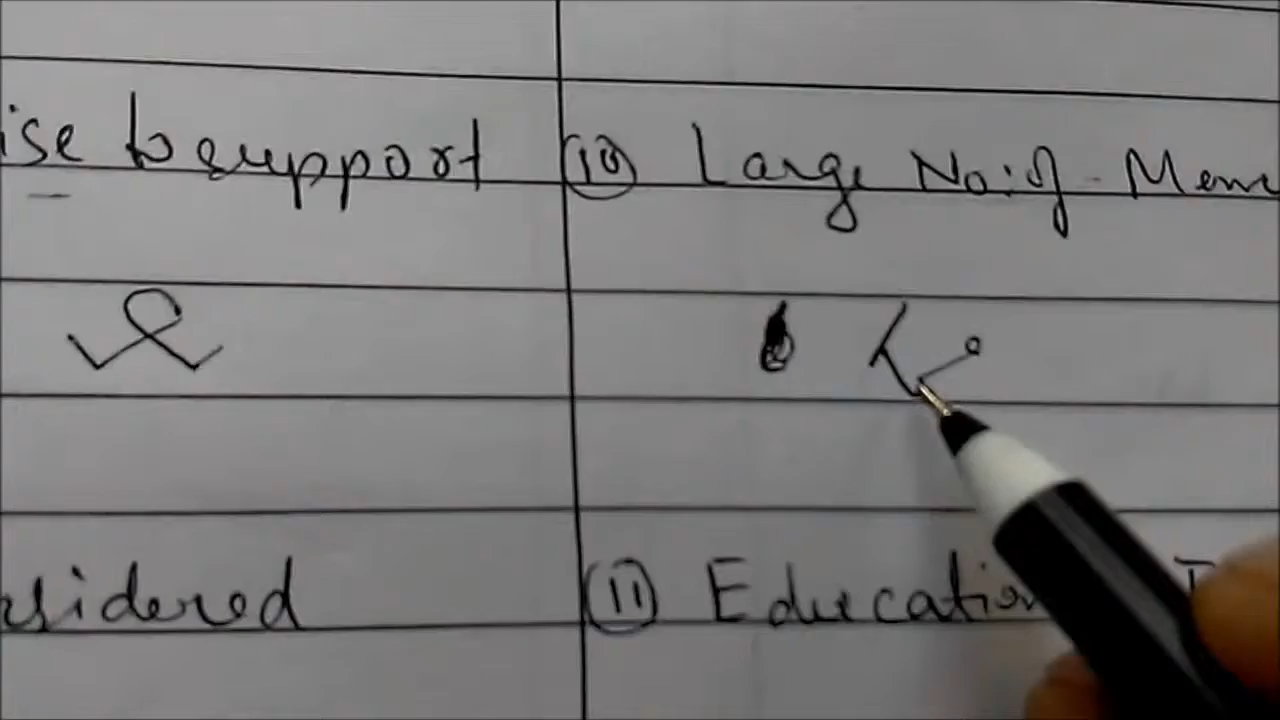 ise to support
(10) Large No: of Mem
sidered
(11) Education